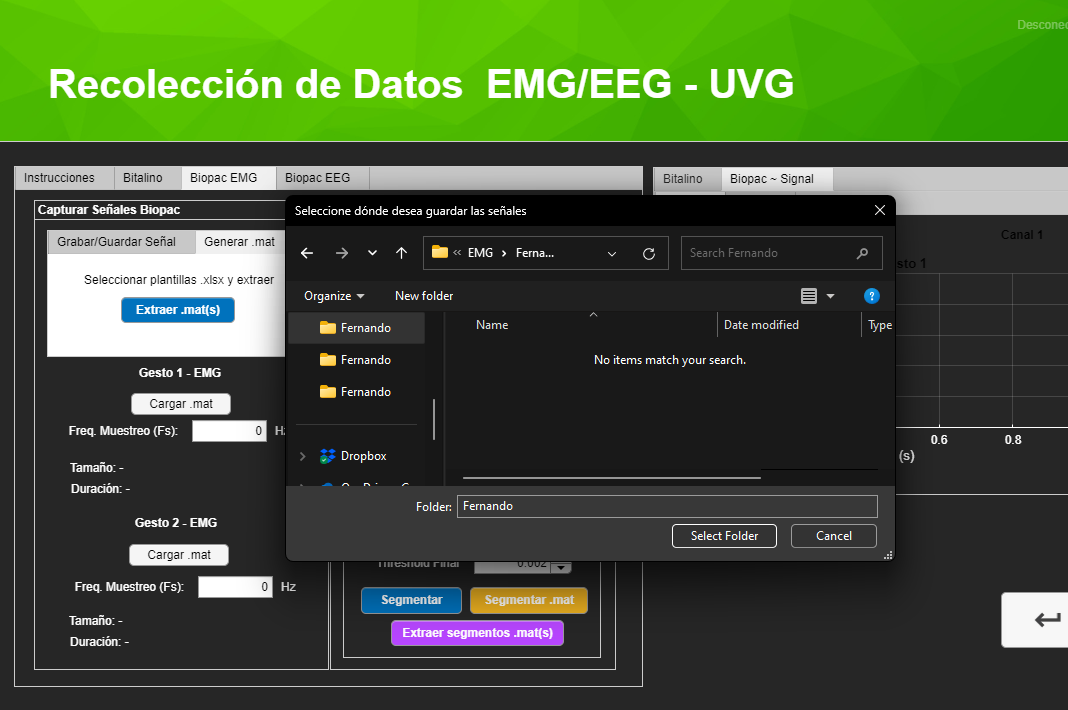 Desconec
Recolección de Datos EMG/EEG - UVG
Instrucciones Bitalino Biopac EMG Biopac EEG
Bitalino Biopac ~ Signal
Capturar Señales Biopac
Grabar/Guardar Señal Generar .mat
Seleccionar plantillas .xlsx y extraer
Extraer .mat(s)
Gesto 1 - EMG
Cargar .mat
Freq. Muestreo (Fs): 0 Hz
Tamaño: -
Duración: -
Gesto 2 - EMG
Cargar .mat
Freq. Muestreo (Fs): 0 Hz
Tamaño: -
Duración: -
Seleccione dónde desea guardar las señales
« EMG › Ferna...
Search Fernando
Organize New folder
?
Fernando
Fernando
Fernando
Dropbox
Name Date modified Type
No items match your search.
Folder: Fernando
Select Folder Cancel
Threshold Final 0.002
Segmentar Segmentar .mat
Extraer segmentos .mat(s)
Canal 1
sto 1
0.6 0.8
(s)